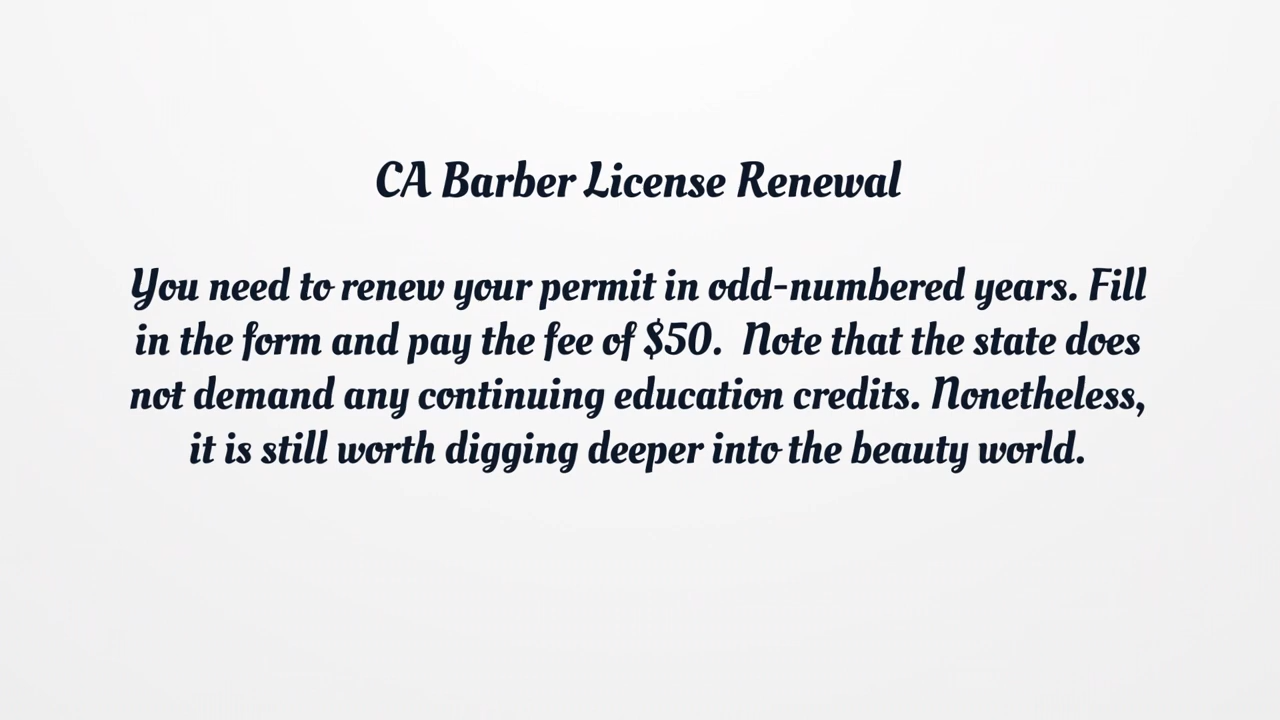 CA Barber License Renewal
You need to renew your permit in odd-numbered years. Fill
in the form and pay the fee of $50.  Note that the state does
not demand any continuing education credits. Nonetheless,
it is still worth digging deeper into the beauty world.